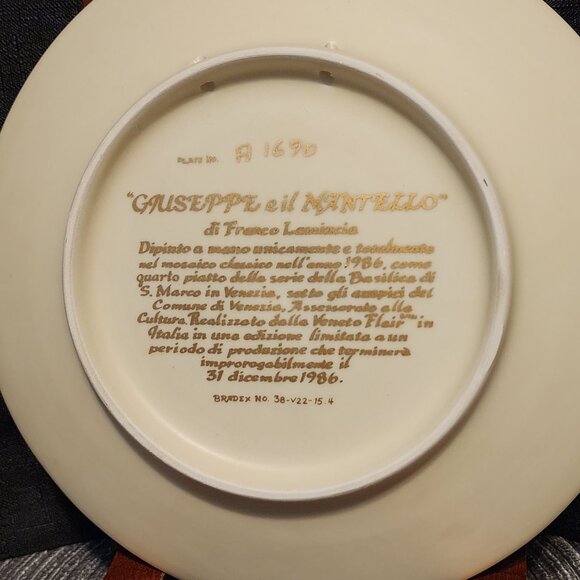 PLATE NO. A 1690
"GIUSEPPE e il MANTELLO"
di Franco Lamincia
Dipinto a mano unicamente e totalmente
nel mosaico classico nell'anno 1986, come
quarto piatto della serie della Basilica di
S. Marco in Venezia, sotto gli auspici del
Comune di Venezia, Assessorato alla
Cultura. Realizzato dalla Veneto Flair™ in
Italia in una edizione limitata a un
periodo di produzione che terminerà
improrogabilmente il
31 dicembre 1986.
BRADEX NO. 38-V22-15.4